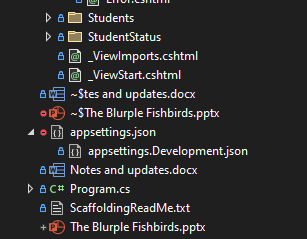 Error.cshtml
Students
StudentStatus
_ViewImports.cshtml
_ViewStart.cshtml
~$tes and updates.docx
~$The Blurple Fishbirds.pptx
appsettings.json
appsettings.Development.json
Notes and updates.docx
C# Program.cs
ScaffoldingReadMe.txt
The Blurple Fishbirds.pptx